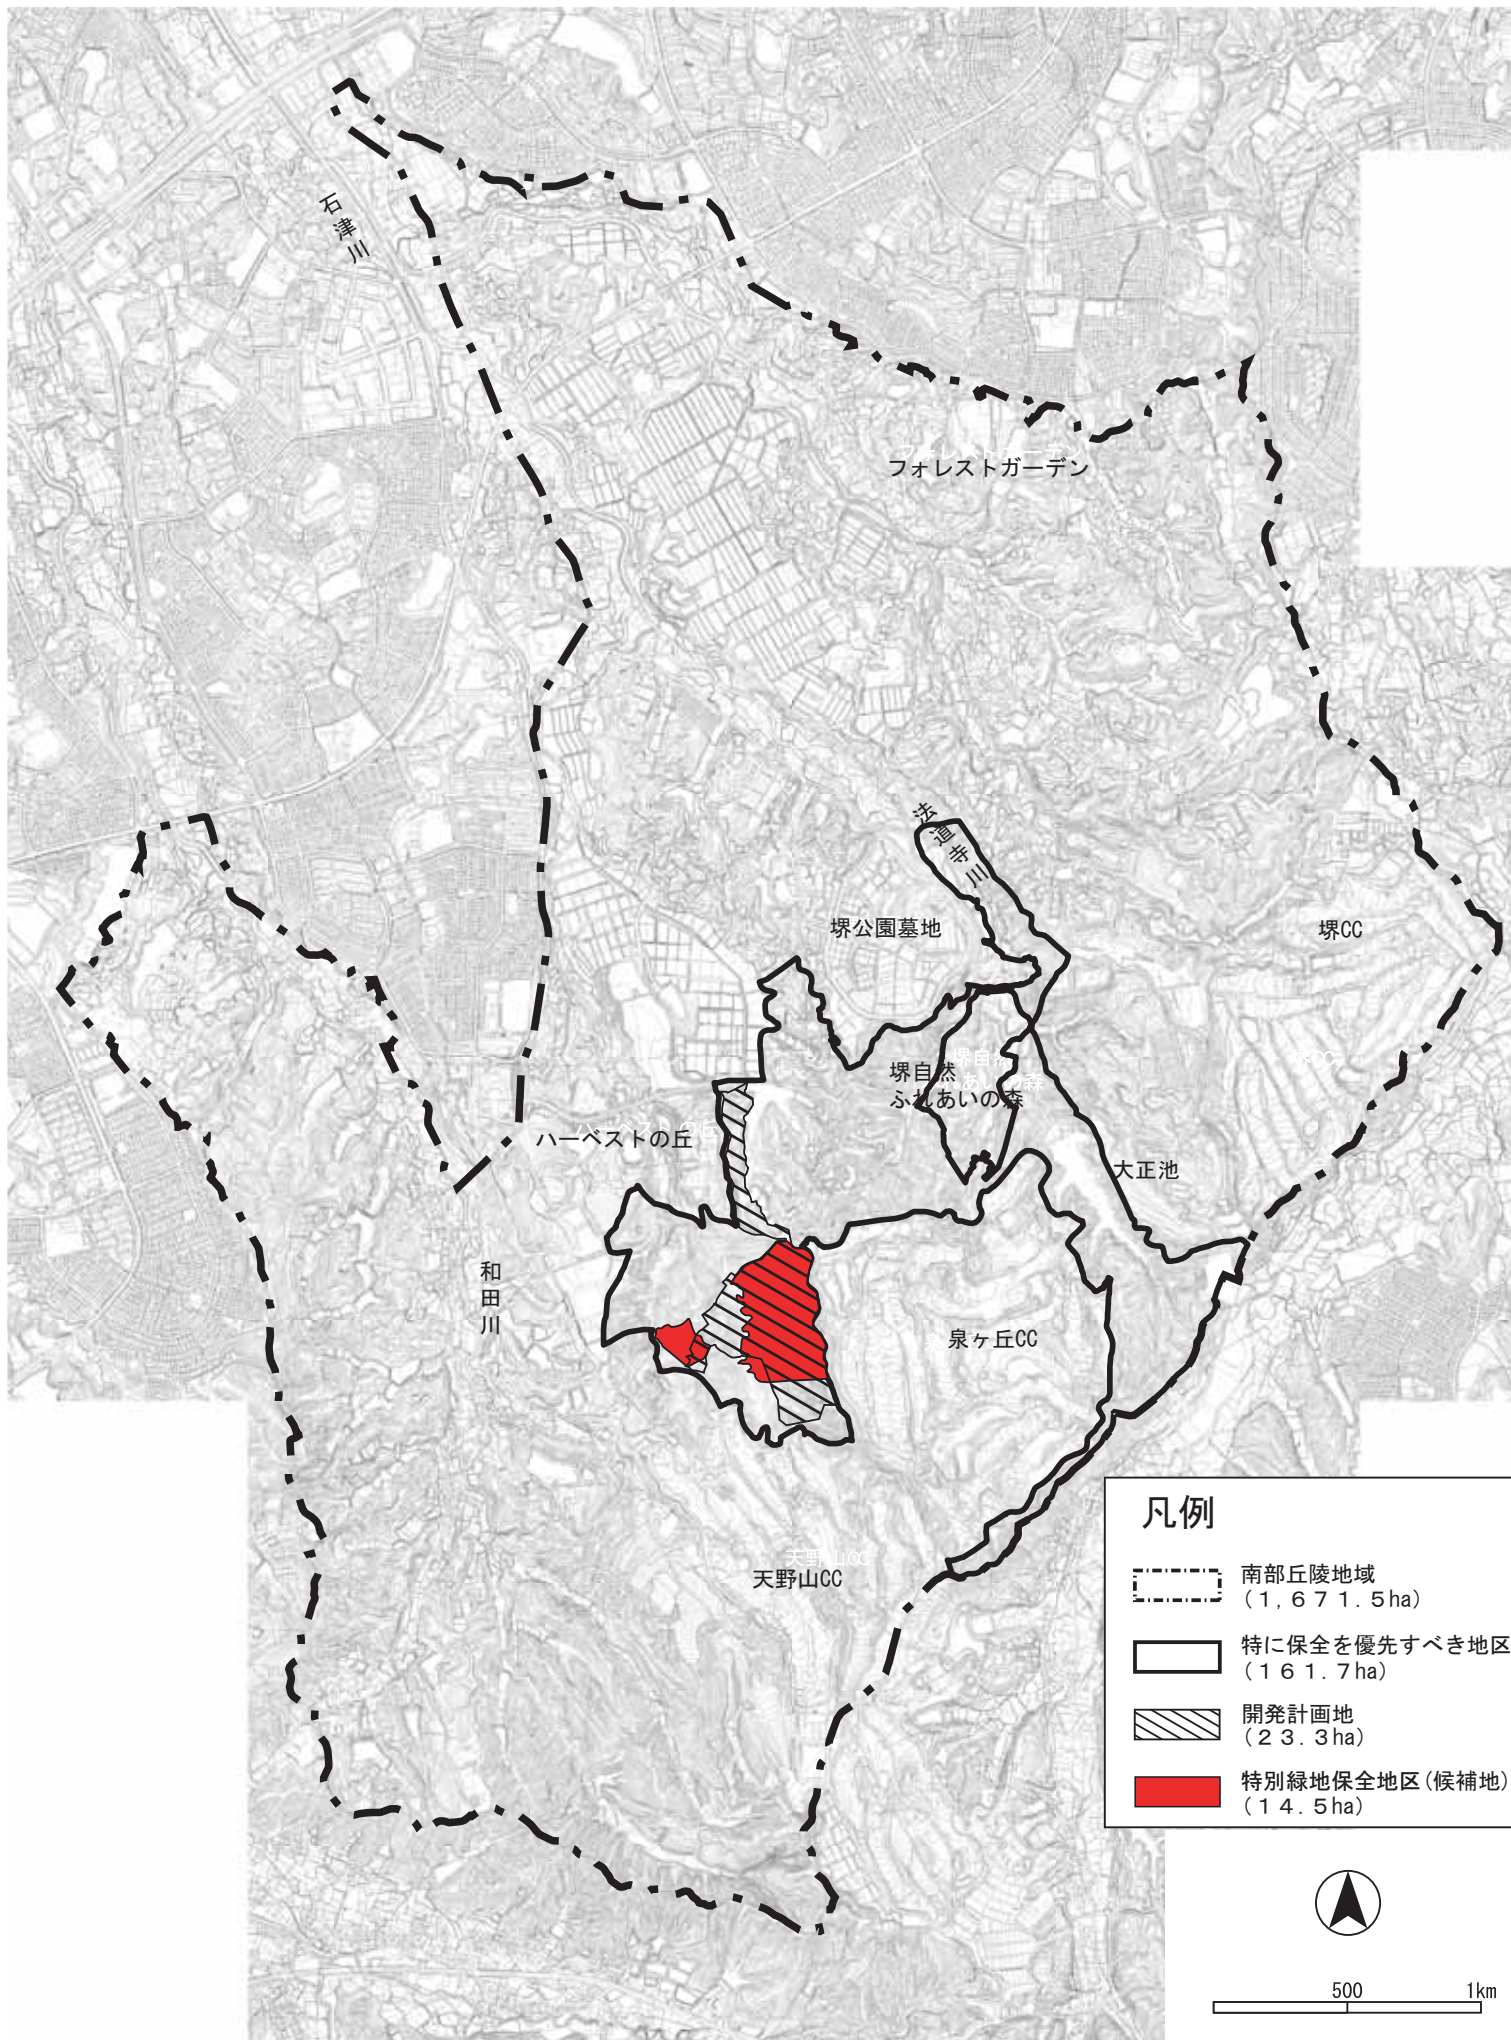 石津川
フォレストガーデン
法道寺川
堺公園墓地
堺CC
堺自然
ふれあいの森
ハーベストの丘
大正池
和田川
泉ヶ丘CC
天野山CC
凡例
南部丘陵地域
(1,671.5ha)
特に保全を優先すべき地区
(161.7ha)
開発計画地
(23.3ha)
特別緑地保全地区(候補地)
(14.5ha)
500 1km